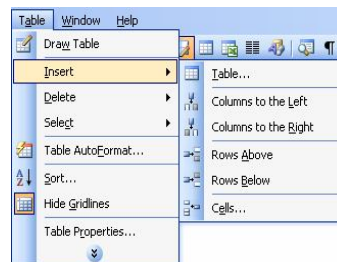 Table Window Help
Draw Table
Insert
Delete
Select
Table AutoFormat...
Sort...
Hide Gridlines
Table Properties...
Table...
Columns to the Left
Columns to the Right
Rows Above
Rows Below
Cells...